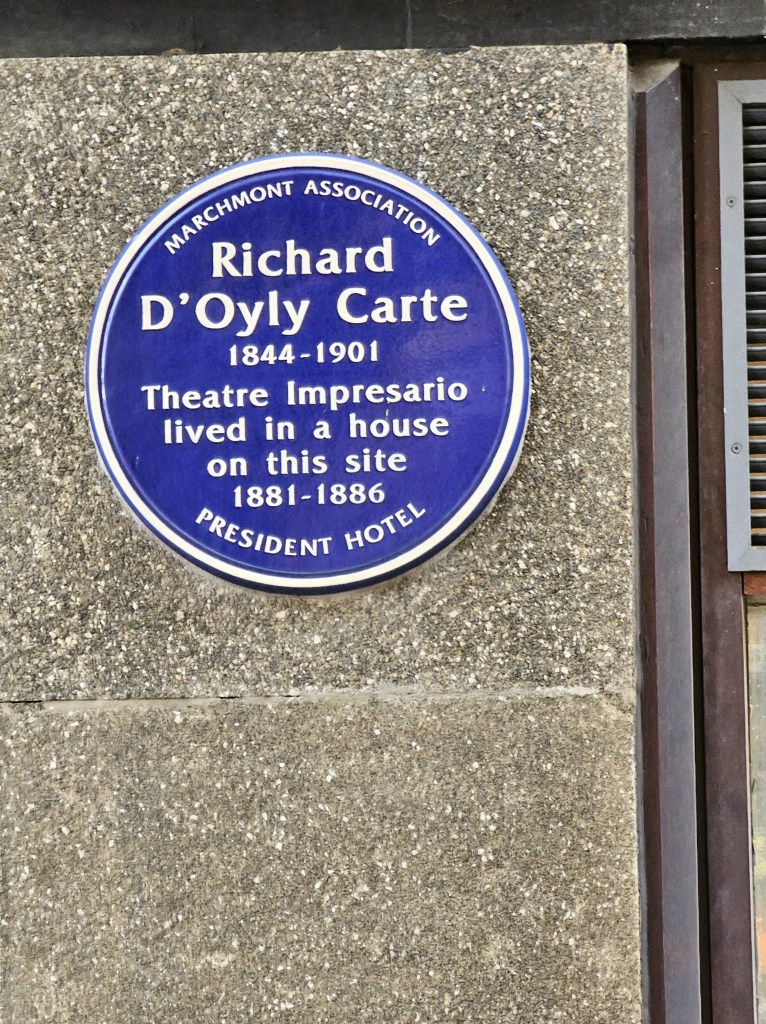 MARCHMONT ASSOCIATION
Richard
D'Oyly Carte
1844-1901
Theatre Impresario
lived in a house
on this site
1881-1886
PRESIDENT HOTEL